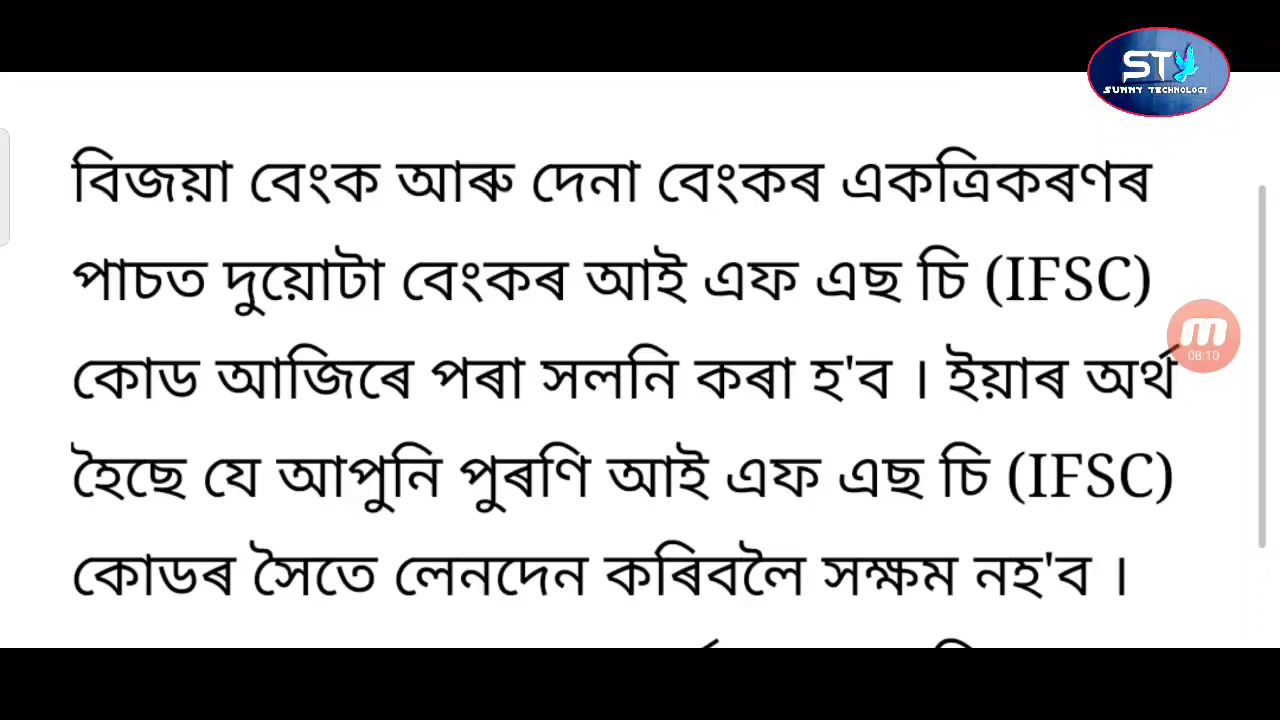 ST
SUNNY TECHNOLOGY
বিজয়া বেংক আৰু দেনা বেংকৰ একত্ৰিকৰণৰ
পাচত দুয়োটা বেংকৰ আই এফ এছ চি (IFSC)
08:10
কোড আজিৰে পৰা সলনি কৰা হ'ব । ইয়াৰ অৰ্থ
হৈছে যে আপুনি পুৰণি আই এফ এছ চি (IFSC)
কোডৰ সৈতে লেনদেন কৰিবলৈ সক্ষম নহ'ব ।